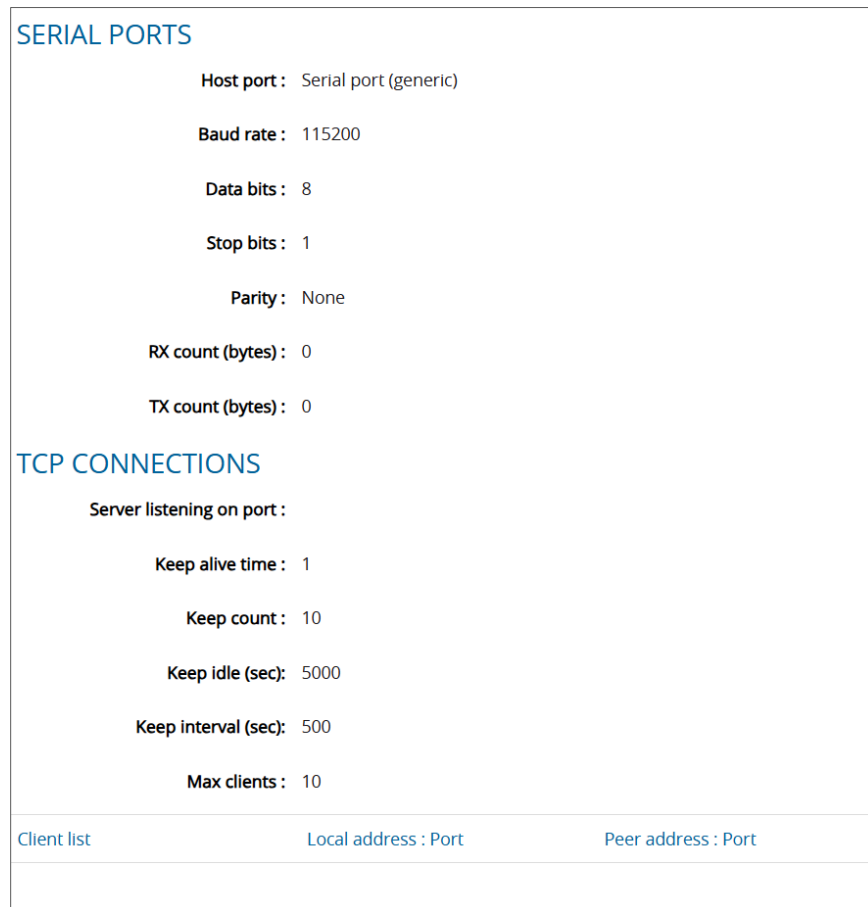 SERIAL PORTS
Host port : Serial port (generic)
Baud rate : 115200
Data bits : 8
Stop bits : 1
Parity : None
RX count (bytes) : 0
TX count (bytes) : 0
TCP CONNECTIONS
Server listening on port :
Keep alive time : 1
Keep count : 10
Keep idle (sec): 5000
Keep interval (sec): 500
Max clients : 10
Client list Local address : Port Peer address : Port